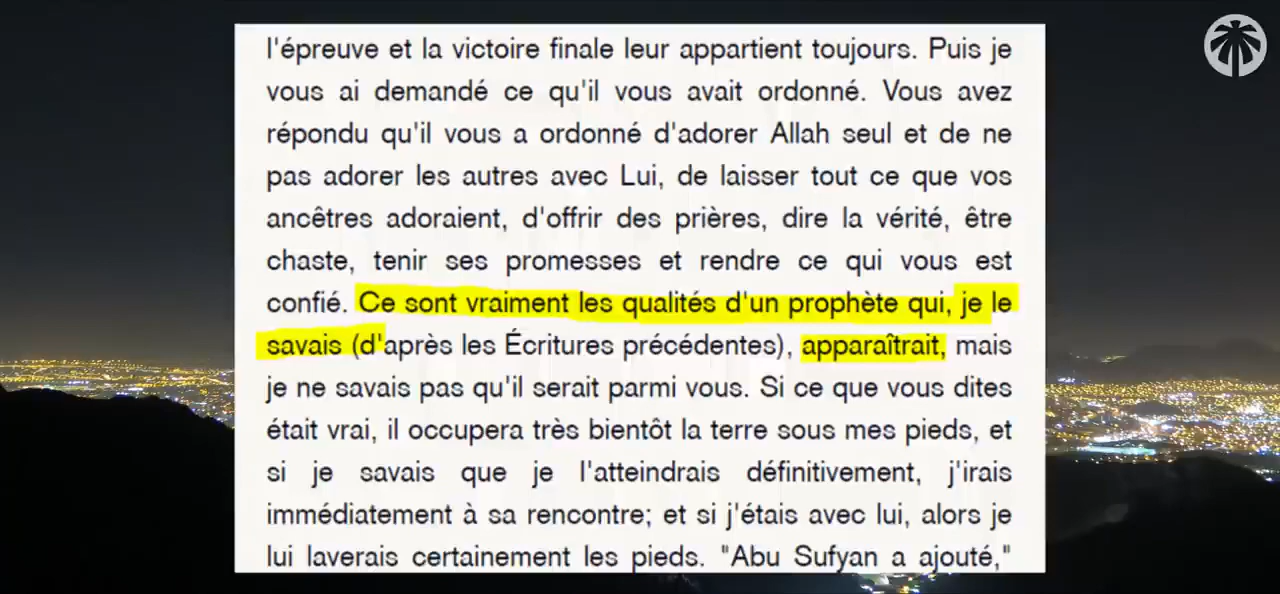 l'épreuve et la victoire finale leur appartient toujours. Puis je
vous ai demandé ce qu'il vous avait ordonné. Vous avez
répondu qu'il vous a ordonné d'adorer Allah seul et de ne
pas adorer les autres avec Lui, de laisser tout ce que vos
ancêtres adoraient, d'offrir des prières, dire la vérité, être
chaste, tenir ses promesses et rendre ce qui vous est
confié. Ce sont vraiment les qualités d'un prophète qui, je le
savais (d'après les Écritures précédentes), apparaîtrait, mais
je ne savais pas qu'il serait parmi vous. Si ce que vous dites
était vrai, il occupera très bientôt la terre sous mes pieds, et
si je savais que je l'atteindrais définitivement, j'irais
immédiatement à sa rencontre; et si j'étais avec lui, alors je
lui laverais certainement les pieds. "Abu Sufyan a ajouté,"